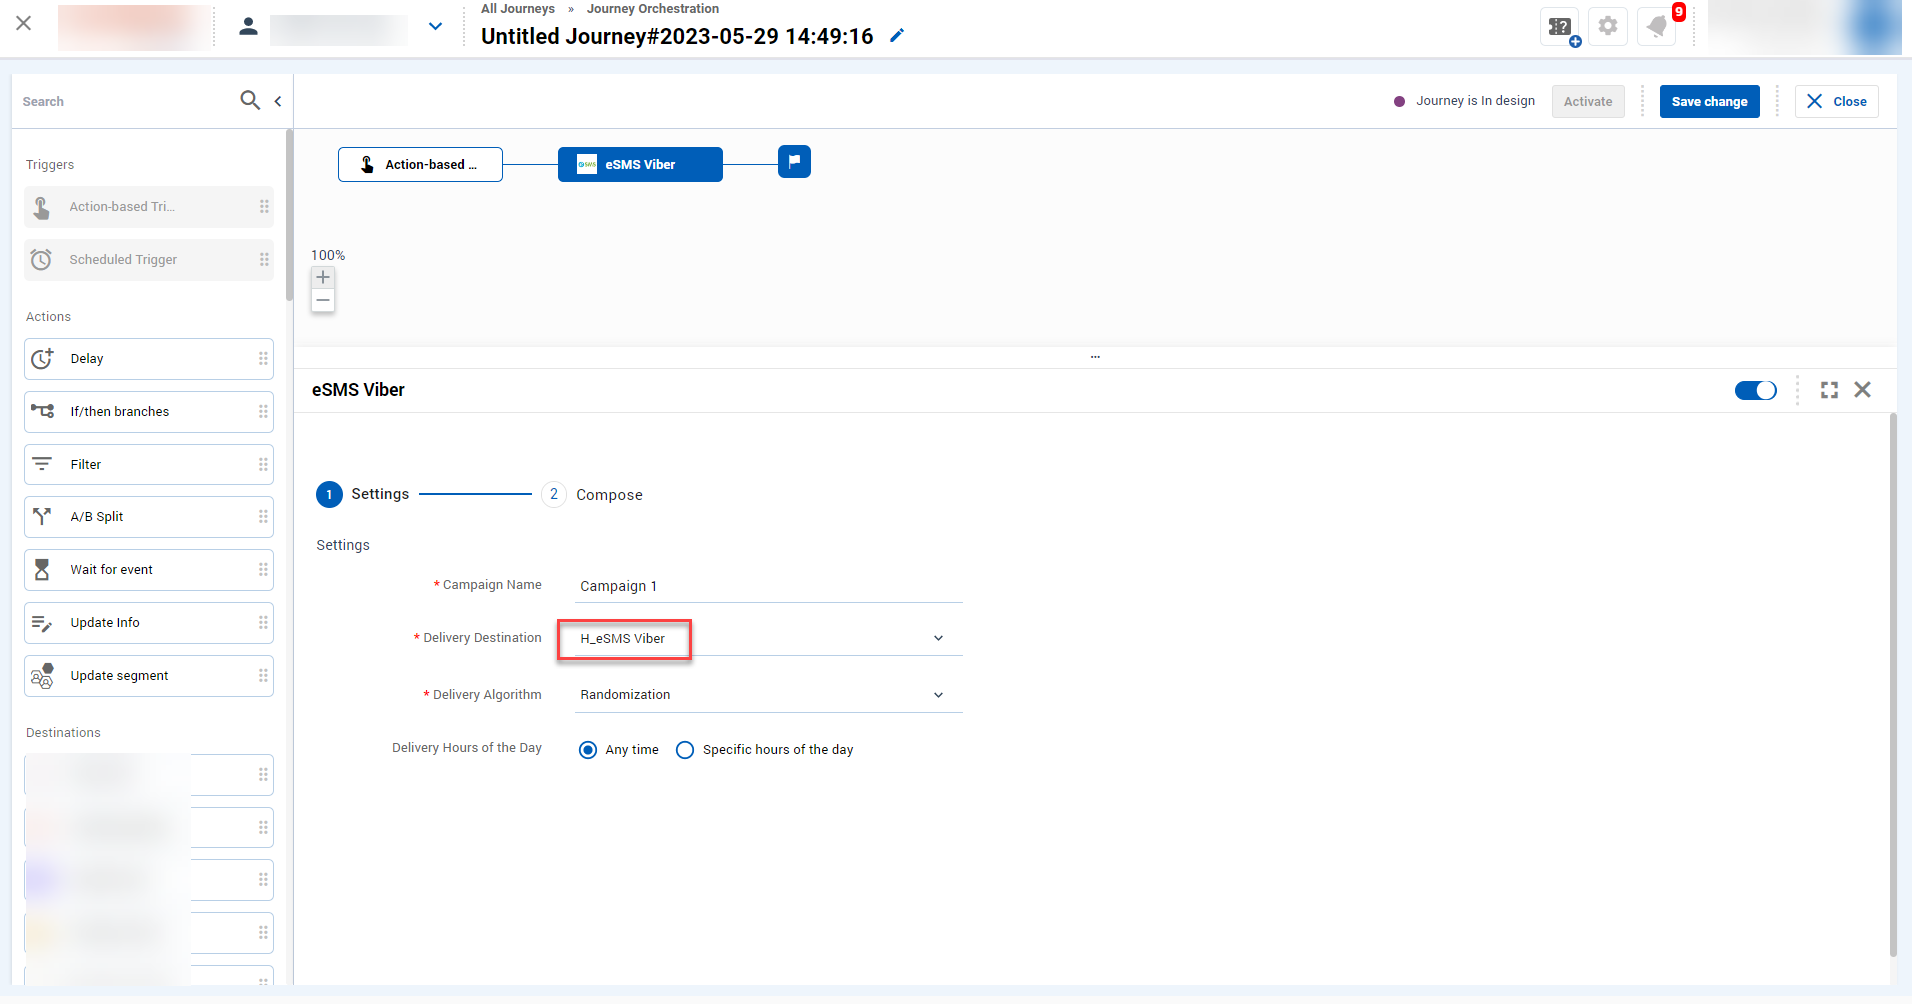 All Journeys » Journey Orchestration
Untitled Journey#2023-05-29 14:49:16
9
Search
Journey is In design
Activate
Save change
Close
Triggers
Action-based Tri...
Scheduled Trigger
Actions
Delay
If/then branches
Filter
A/B Split
Wait for event
Update Info
Update segment
Destinations
Action-based ...
eSMS Viber
100%
eSMS Viber
1 Settings
2 Compose
Settings
* Campaign Name Campaign 1
* Delivery Destination H_eSMS Viber
* Delivery Algorithm Randomization
Delivery Hours of the Day Any time Specific hours of the day